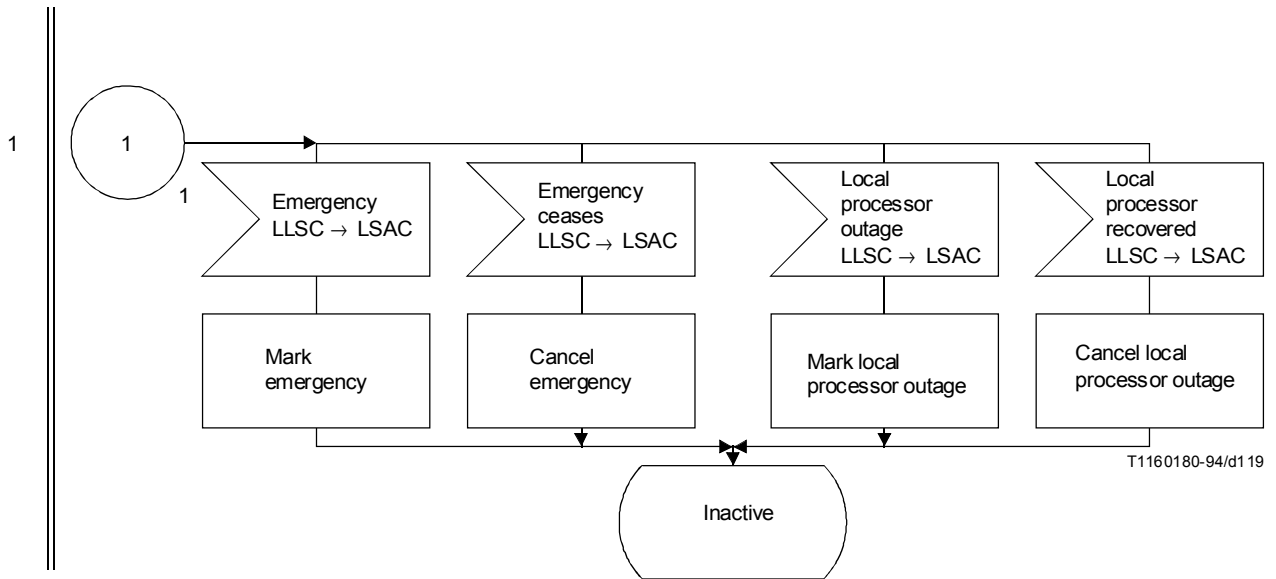 1
1
1
Emergency
LLSC → LSAC
Emergency
ceases
LLSC → LSAC
Local
processor
outage
LLSC → LSAC
Local
processor
recovered
LLSC → LSAC
Mark
emergency
Cancel
emergency
Mark local
processor outage
Cancel local
processor outage
T1160180-94/d119
Inactive